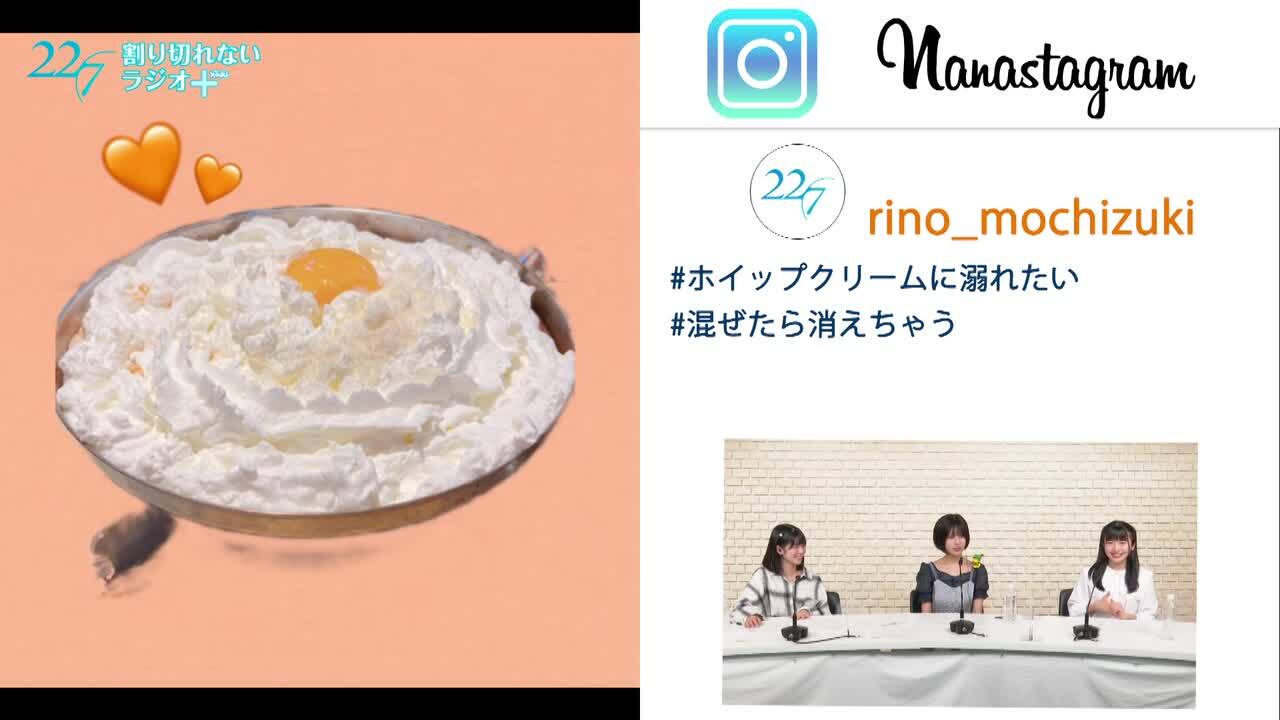 22/7
割り切れない
ラジオ+
Nanastagram
22/7
rino_mochizuki
#ホイップクリームに溺れたい
#混ぜたら消えちゃう